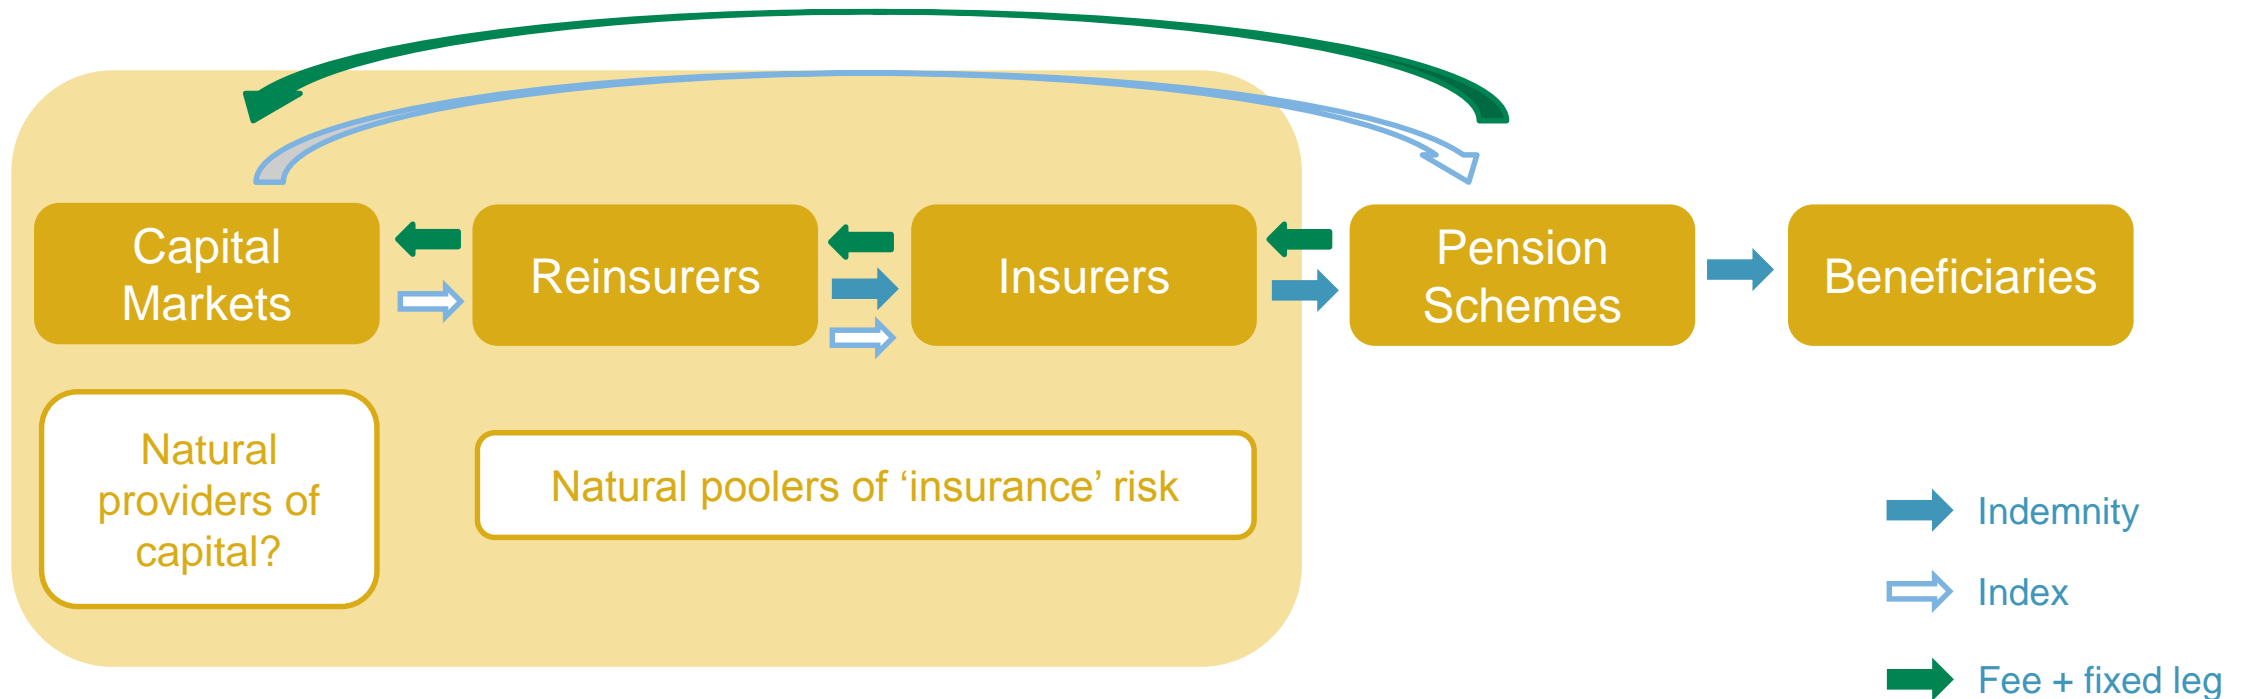 Capital
Markets
Reinsurers
Insurers
Pension
Schemes
Beneficiaries
Natural
providers of
capital?
Natural poolers of ‘insurance’ risk
Indemnity
Index
Fee + fixed leg